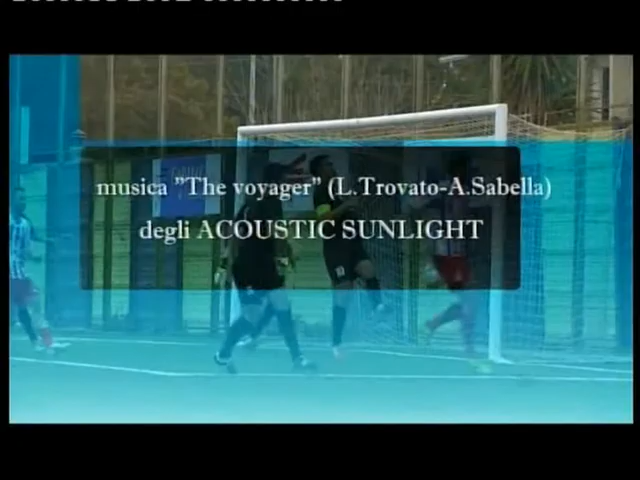 musica "The voyager" (L.Trovato-A.Sabella)
degli ACOUSTIC SUNLIGHT